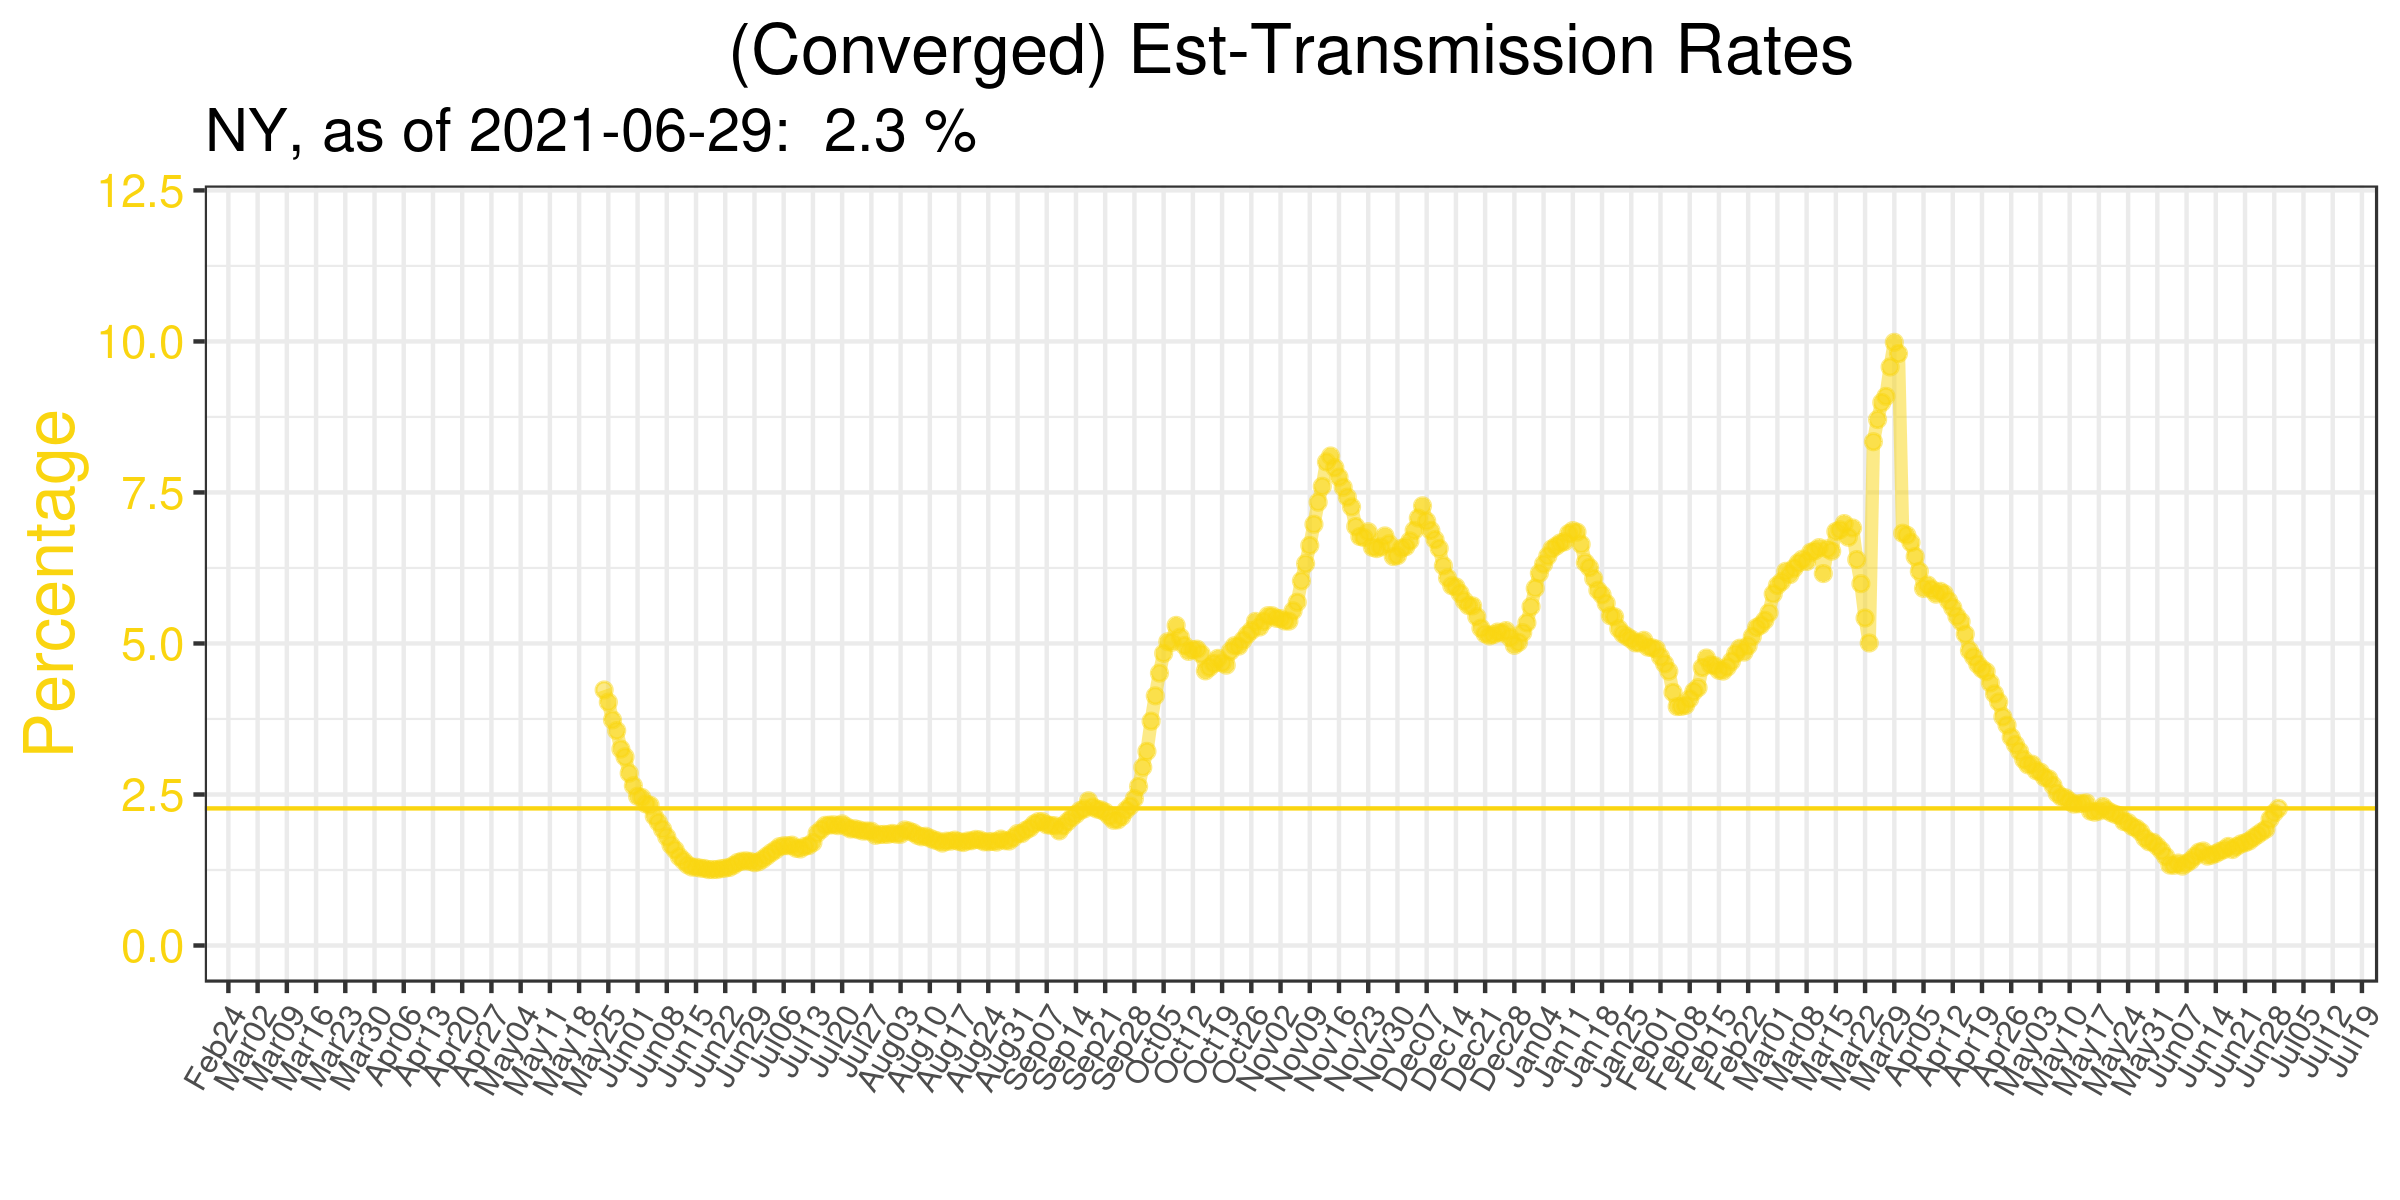 (Converged) Est-Transmission Rates
NY, as of 2021-06-29: 2.3 %
Percentage
12.5
10.0
7.5
5.0
2.5
0.0
Feb24
Mar02
Mar09
Mar16
Mar23
Mar30
Apr06
Apr13
Apr20
Apr27
May04
May11
May18
May25
Jun01
Jun08
Jun15
Jun22
Jun29
Jul06
Jul13
Jul20
Jul27
Aug03
Aug10
Aug17
Aug24
Aug31
Sep07
Sep14
Sep21
Sep28
Oct05
Oct12
Oct19
Oct26
Nov02
Nov09
Nov16
Nov23
Nov30
Dec07
Dec14
Dec21
Dec28
Jan04
Jan11
Jan18
Jan25
Feb01
Feb08
Feb15
Feb22
Mar01
Mar08
Mar15
Mar22
Mar29
Apr05
Apr12
Apr19
Apr26
May03
May10
May17
May24
May31
Jun07
Jun14
Jun21
Jun28
Jul05
Jul12
Jul19